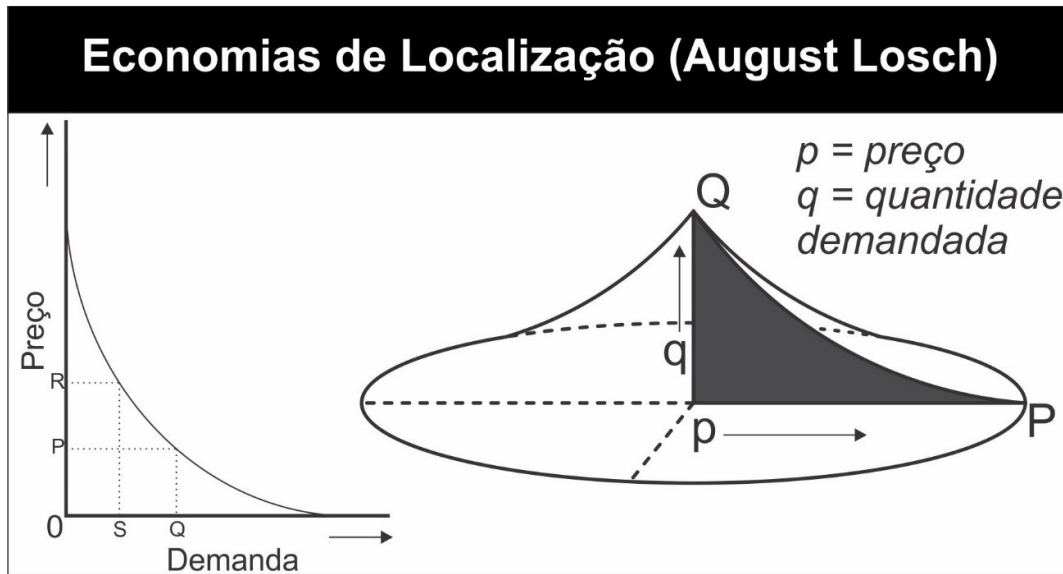 Economias de Localização (August Losch)
Preço
R
P
0
S
Q
Demanda
p = preço
q = quantidade
demandada
Q
q
p
P